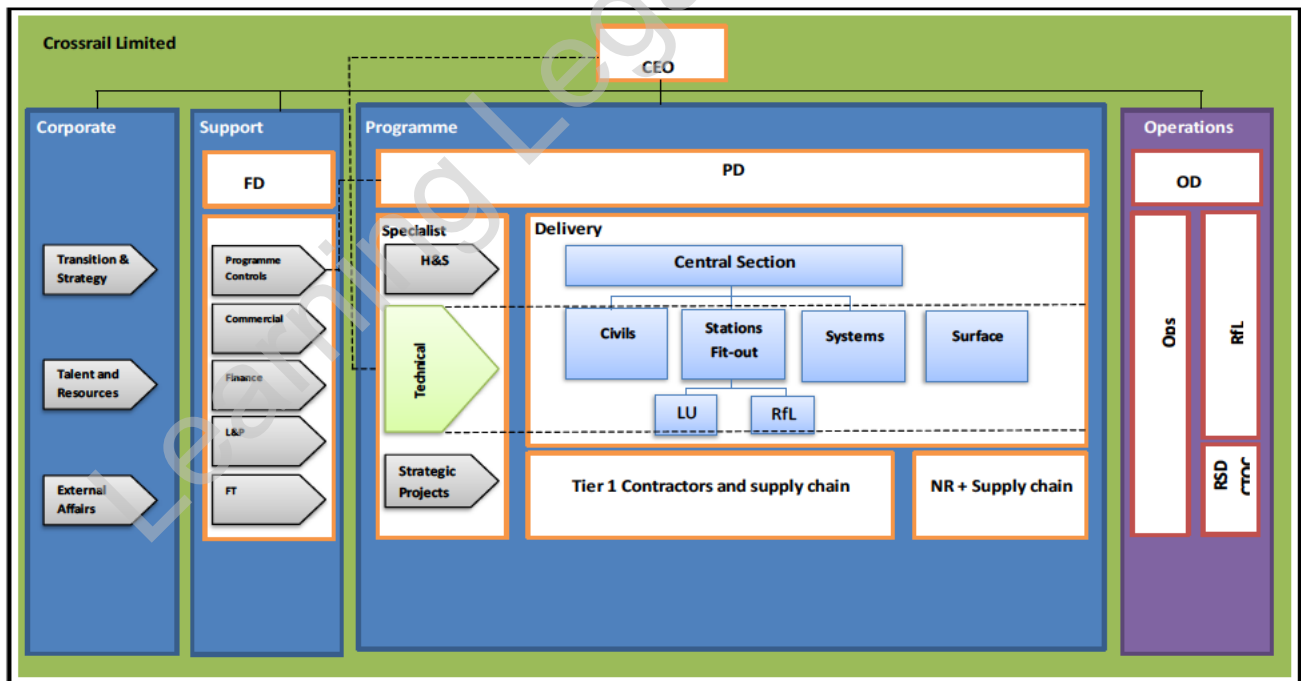 Crossrail Limited
CEO
Corporate
Transition &
Strategy
Talent and
Resources
External
Affairs
Support
FD
Programme
Controls
Commercial
Finance
L&P
FT
Programme
PD
Specialist
H&S
Technical
Strategic
Projects
Delivery
Central Section
Civils
Stations
Fit-out
Systems
Surface
LU
RfL
Tier 1 Contractors and supply chain
NR + Supply chain
Operations
OD
Ops
RfL
RSD
Learning Lega